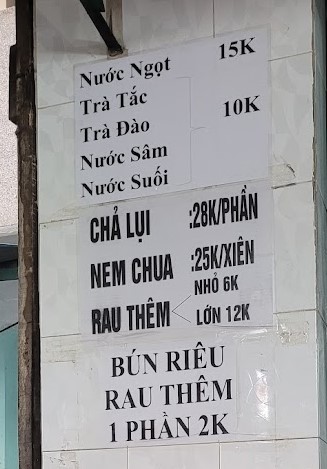 Nước Ngọt 15K
Trà Tắc
Trà Đào 10K
Nước Sâm
Nước Suối
CHẢ LỤI :28K/PHẦN
NEM CHUA :25K/XIÊN
RAU THÊM NHỎ 6K
LỚN 12K
BÚN RIÊU
RAU THÊM
1 PHẦN 2K